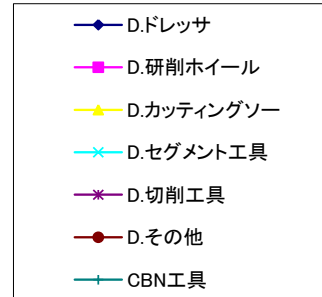 D.ドレッサ
D.研削ホイール
D.カッティングソー
D.セグメント工具
D.切削工具
D.その他
CBN工具